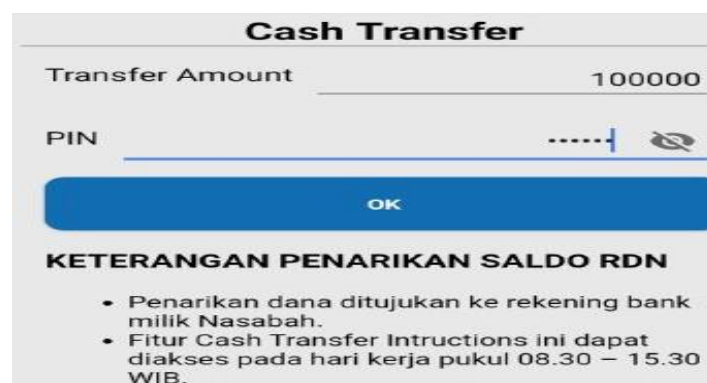 Cash Transfer
Transfer Amount 100000
PIN ······
OK
KETERANGAN PENARIKAN SALDO RDN
• Penarikan dana ditujukan ke rekening bank
milik Nasabah.
• Fitur Cash Transfer Intructions ini dapat
diakses pada hari kerja pukul 08.30 – 15.30
WIB.